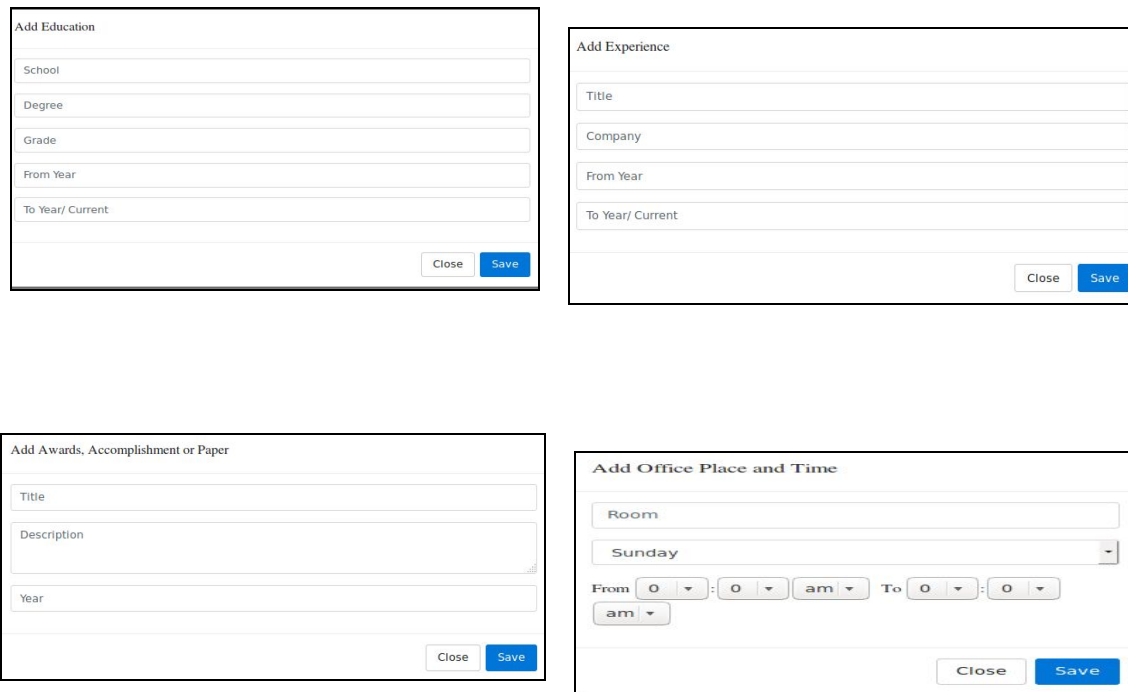 Add Education
School
Degree
Grade
From Year
To Year/ Current
Close Save
Add Experience
Title
Company
From Year
To Year/ Current
Close Save
Add Awards, Accomplishment or Paper
Title
Description
Year
Close Save
Add Office Place and Time
Room
Sunday
From 0 : 0 am To 0 : 0
am
Close Save